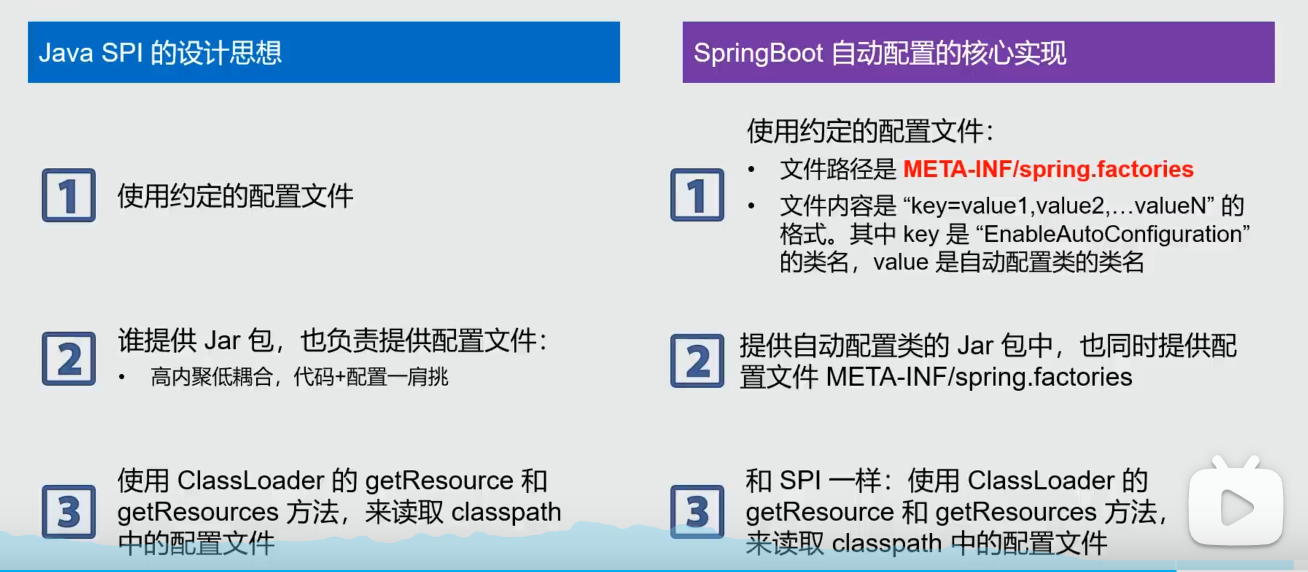 Java SPI 的设计思想
1
使用约定的配置文件
2
谁提供 Jar 包，也负责提供配置文件：
• 高内聚低耦合，代码+配置一肩挑
3
使用 ClassLoader 的 getResource 和
getResources 方法，来读取 classpath
中的配置文件
SpringBoot 自动配置的核心实现
1
使用约定的配置文件：
• 文件路径是 META-INF/spring.factories
• 文件内容是 “key=value1,value2,…valueN” 的
格式。其中 key 是 “EnableAutoConfiguration”
的类名，value 是自动配置类的类名
2
提供自动配置类的 Jar 包中，也同时提供配
置文件 META-INF/spring.factories
3
和 SPI 一样：使用 ClassLoader 的
getResource 和 getResources 方法，
来读取 classpath 中的配置文件